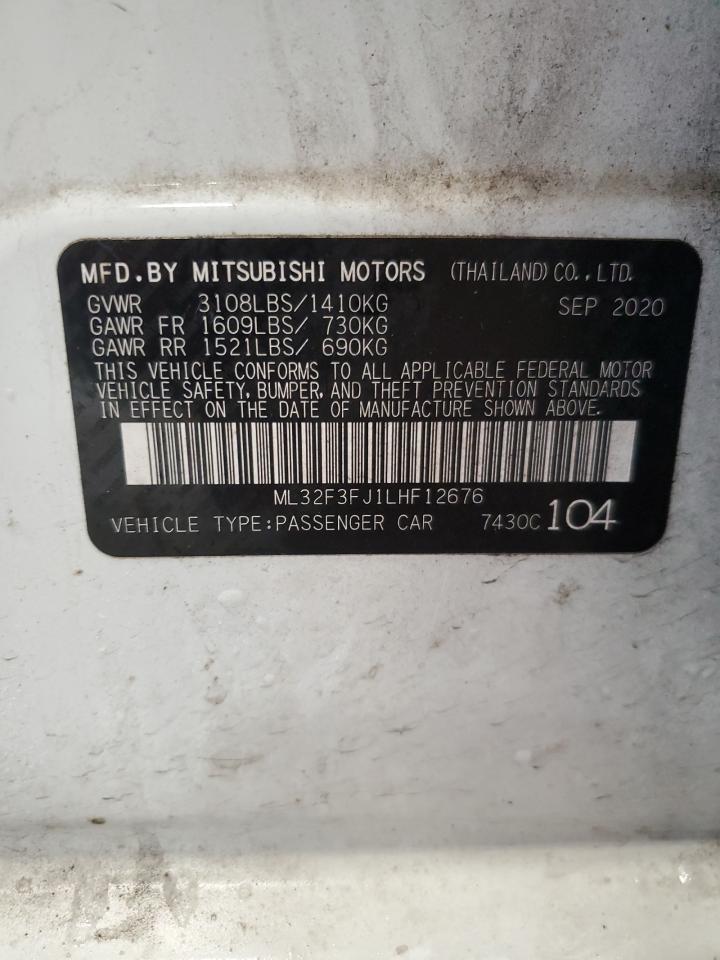 MFD.BY MITSUBISHI MOTORS (THAILAND) CO.,LTD.
GVWR 3108LBS/1410KG SEP 2020
GAWR FR 1609LBS/ 730KG
GAWR RR 1521LBS/ 690KG
THIS VEHICLE CONFORMS TO ALL APPLICABLE FEDERAL MOTOR
VEHICLE SAFETY, BUMPER, AND THEFT PREVENTION STANDARDS
IN EFFECT ON THE DATE OF MANUFACTURE SHOWN ABOVE.
ML32F3FJ1LHF12676
VEHICLE TYPE:PASSENGER CAR 7430C 104